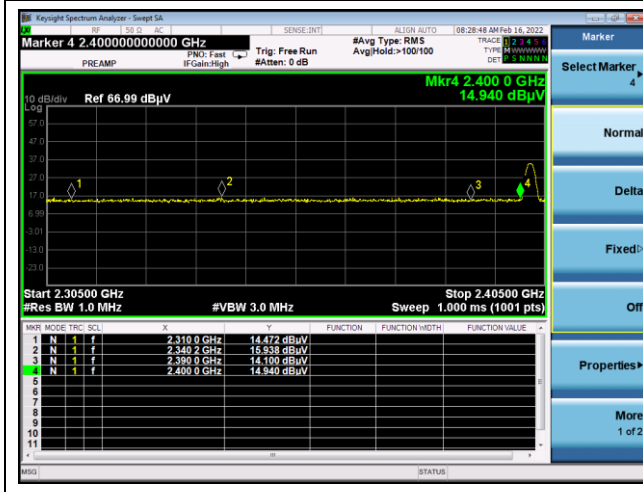 Keysight Spectrum Analyzer - Swept SA
RF 50 Ω AC SENSE:INT ALIGN AUTO 08:28:48 AM Feb 16, 2022
Marker 4 2.400000000000 GHz
PREAMP
PNO: Fast
IFGain:High
Trig: Free Run
#Atten: 0 dB
#Avg Type: RMS
Avg|Hold:>100/100
TRACE 1 2 3 4 5 6
TYPE M
DET P S N N N N
Mkr4 2.400 0 GHz
14.940 dBµV
10 dB/div Ref 66.99 dBµV
Log
57.0
47.0
37.0
27.0
17.0
6.99
-3.01
-13.0
-23.0
1
2
3
4
Start 2.30500 GHz Stop 2.40500 GHz
#Res BW 1.0 MHz #VBW 3.0 MHz Sweep 1.000 ms (1001 pts)
MKR MODE TRC SCL X Y FUNCTION FUNCTION WIDTH FUNCTION VALUE
1 N 1 f 2.310 0 GHz 14.472 dBµV
2 N 1 f 2.340 2 GHz 15.938 dBµV
3 N 1 f 2.390 0 GHz 14.100 dBµV
4 N 1 f 2.400 0 GHz 14.940 dBµV
5
6
7
8
9
10
11
MSG STATUS
Marker
Select Marker
4
Normal
Delta
Fixed
Off
Properties
More
1 of 2